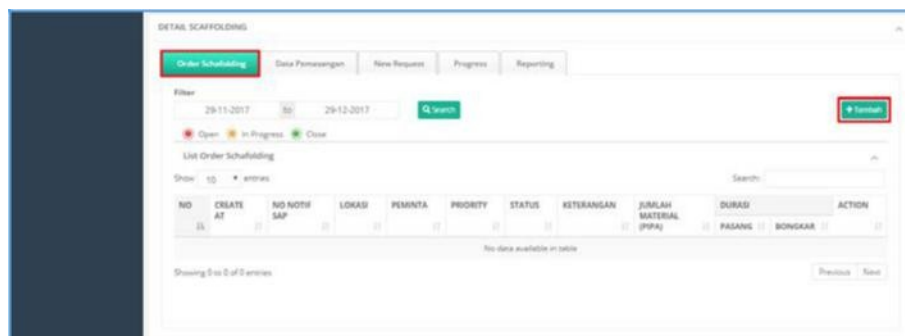 DETAIL SCAFFOLDING
Order Schafolding Data Pemasangan New Request Progress Reporting
Filter
29-11-2017 to 29-12-2017 Search + Tambah
Open In Progress Close
List Order Schafolding
Show 10 entries Search:
NO CREATE AT NO NOTIF SAP LOKASI PEMINTA PRIORITY STATUS KETERANGAN JUMLAH MATERIAL (PIPA) DURASI ACTION
PASANG BONGKAR
No data available in table
Showing 0 to 0 of 0 entries Previous Next